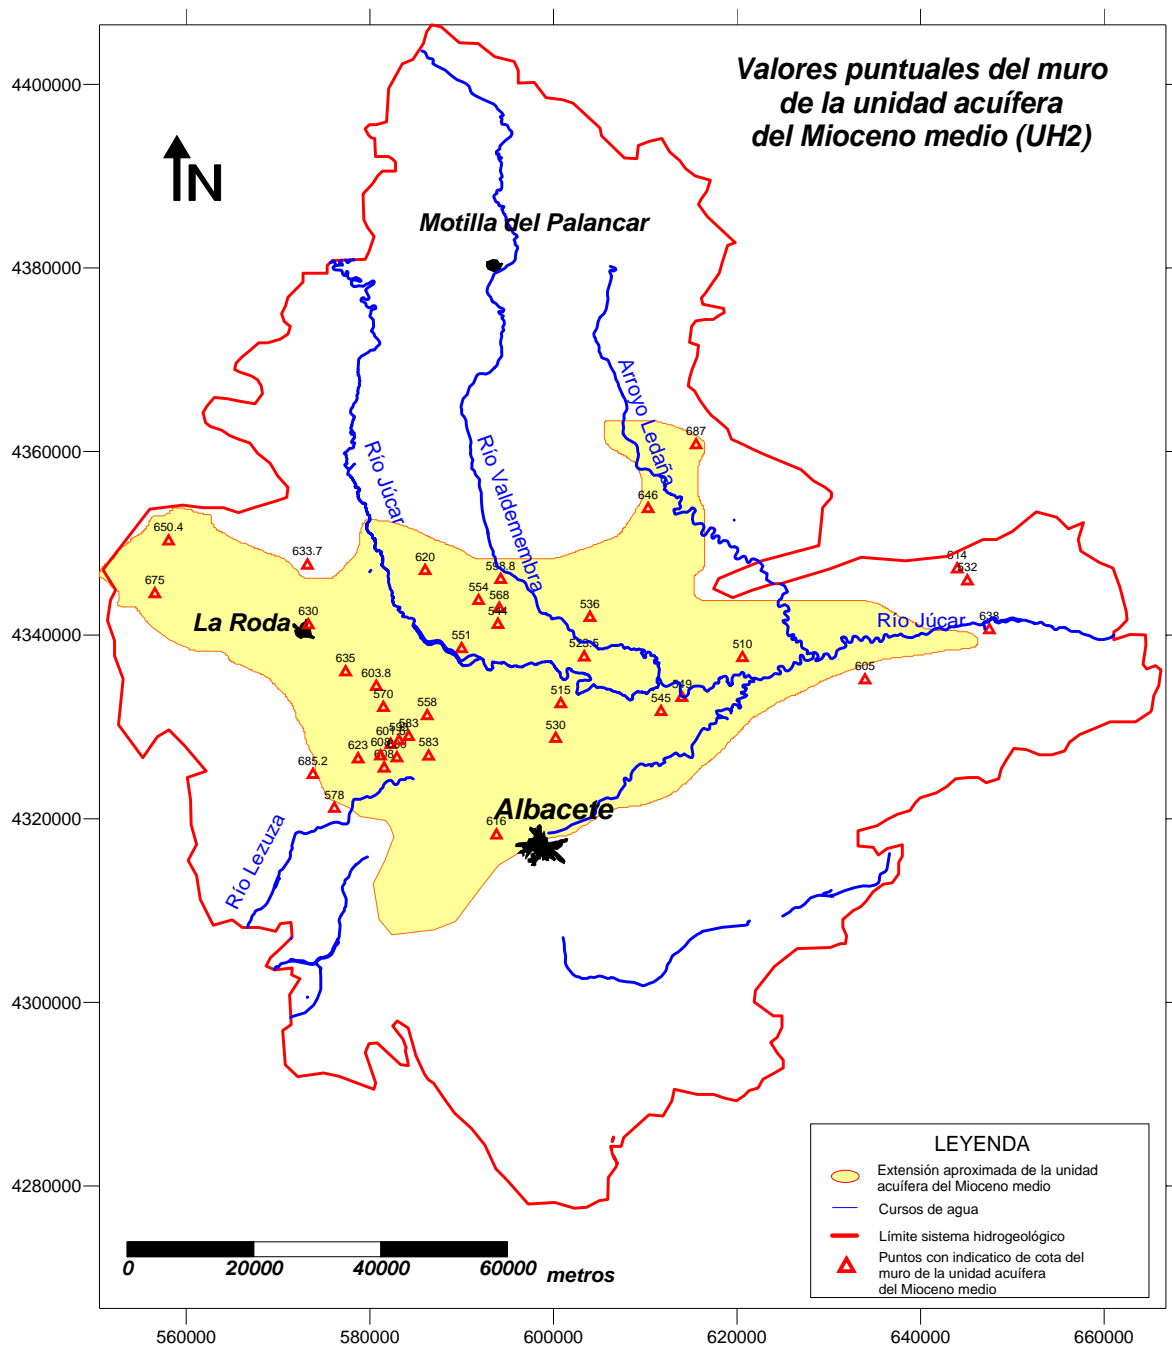 Valores puntuales del muro
de la unidad acuífera
del Mioceno medio (UH2)
4400000
N
Motilla del Palancar
4380000
Arroyo Ledaña
4360000
687
Río Júcar
Río Valdemembra
646
650.4
633.7
620
598.8
614
532
675
554
568
536
544
La Roda
630
4340000
Río Júcar
638
551
523.5
510
635
603.8
605
570
515
549
545
558
530
583
601.6
623
608
583
608
685.2
578
Albacete
616
4320000
Río Lezuza
4300000
4280000
LEYENDA
Extensión aproximada de la unidad
acuífera del Mioceno medio
Cursos de agua
Límite sistema hidrogeológico
Puntos con indicatico de cota del
muro de la unidad acuífera
del Mioceno medio
0 20000 40000 60000 metros
560000 580000 600000 620000 640000 660000